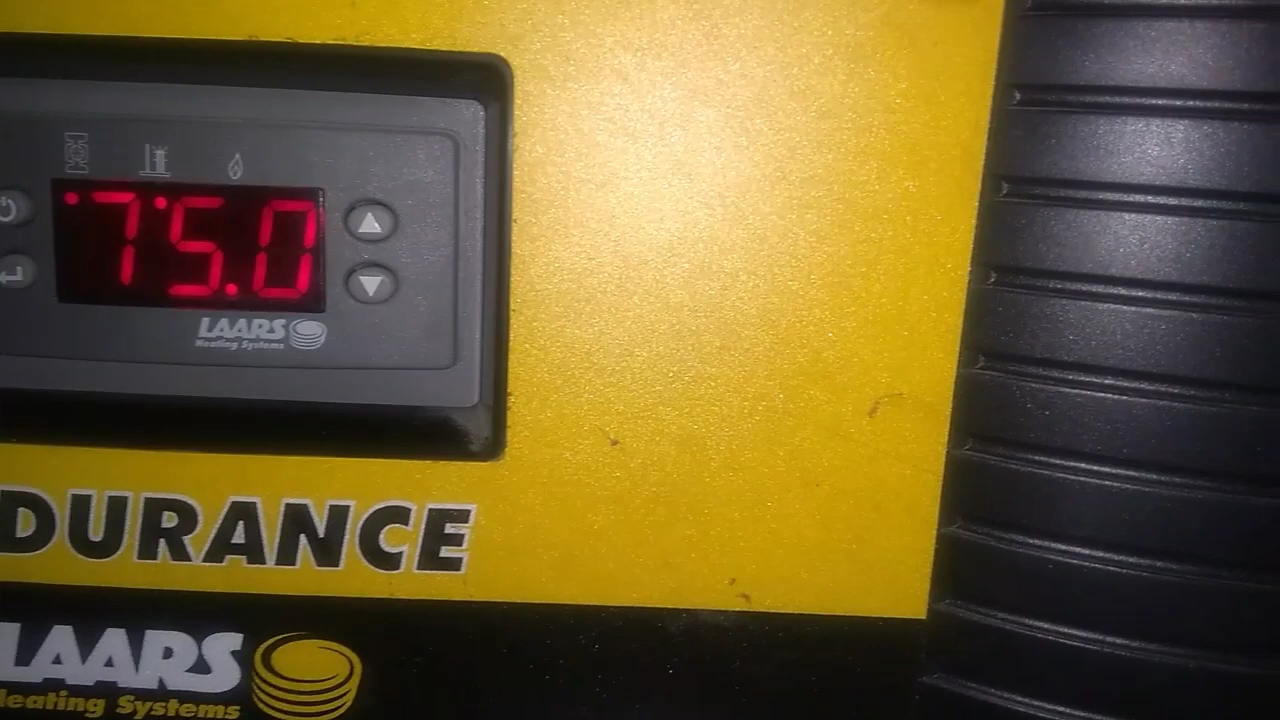 75.0
LAARS
Heating Systems
DURANCE
LAARS
Heating Systems